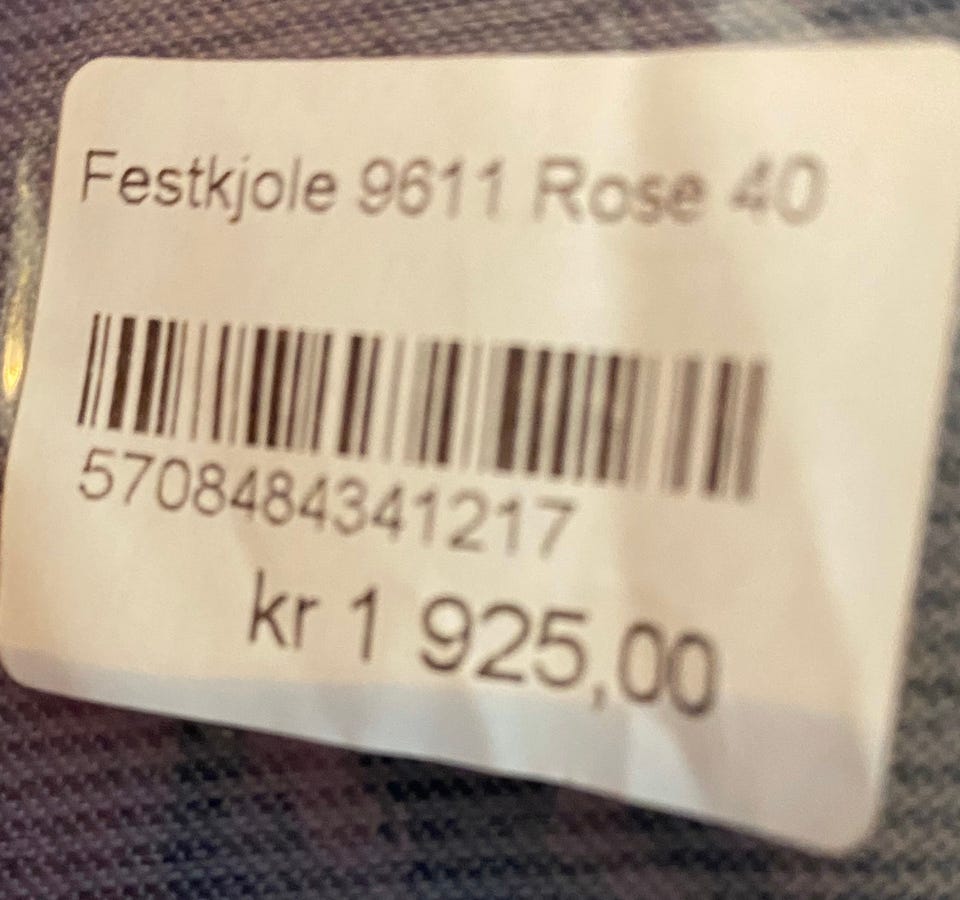 Festkjole 9611 Rose 40
5708484341217
kr 1 925,00